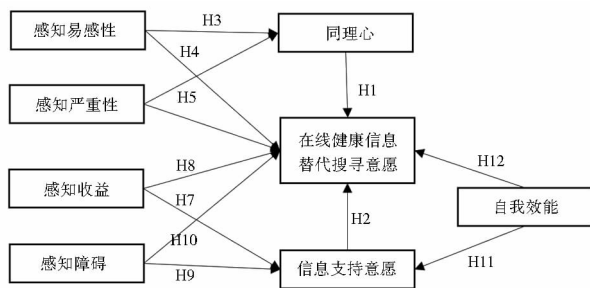 感知易感性
H3
同理心
H4
感知严重性
H5
H1
在线健康信息
替代搜寻意愿
H8
H12
感知收益
H7
自我效能
H2
H10
感知障碍
H9
信息支持意愿
H11